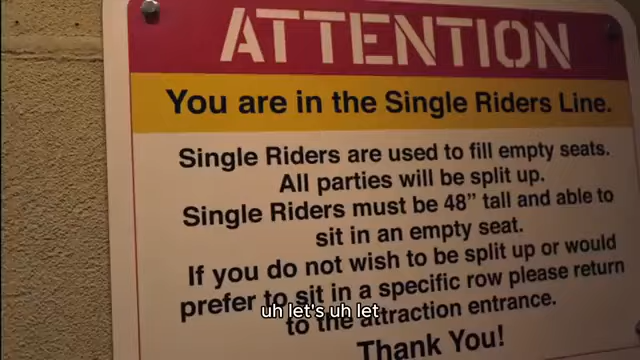 ATTENTION
You are in the Single Riders Line.
Single Riders are used to fill empty seats.
All parties will be split up.
Single Riders must be 48” tall and able to
sit in an empty seat.
If you do not wish to be split up or would
prefer to sit in a specific row please return
to the attraction entrance.
uh let's uh let
Thank You!